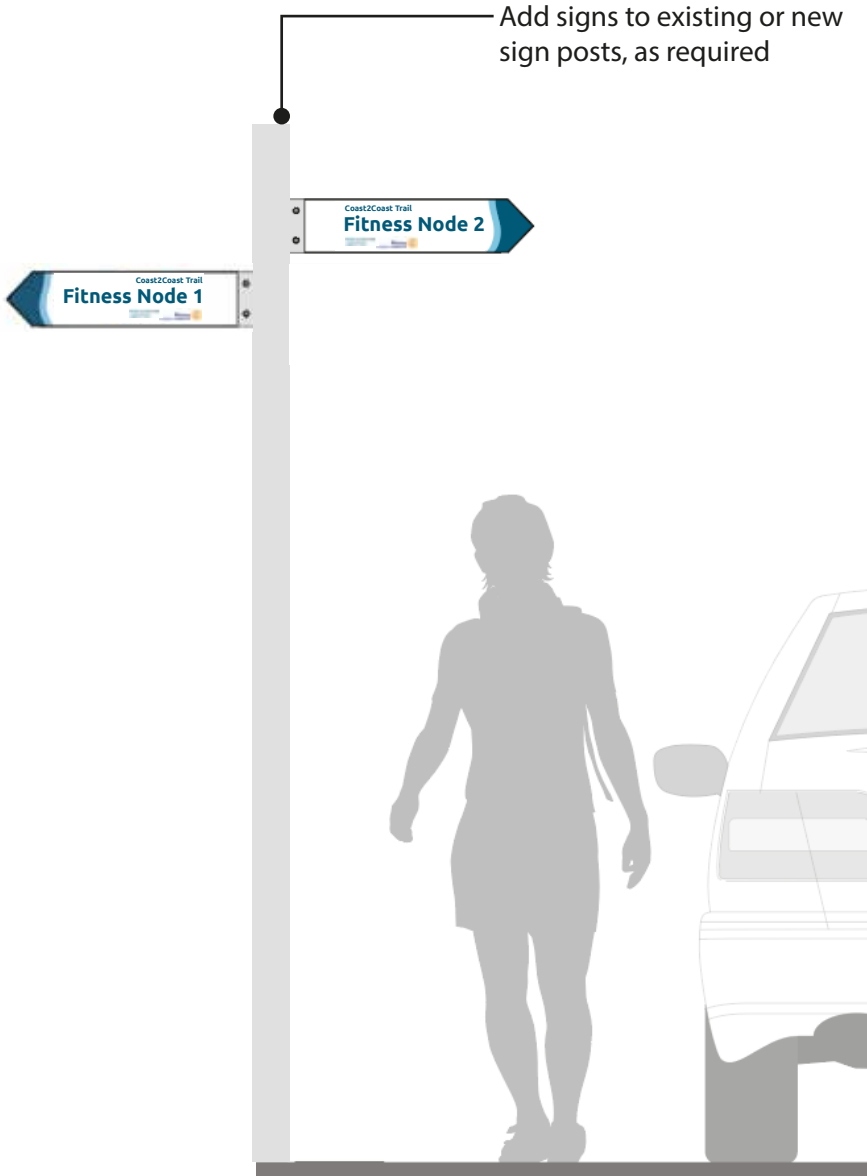 Add signs to existing or new
sign posts, as required
Coast2Coast Trail
Fitness Node 2
Coast2Coast Trail
Fitness Node 1